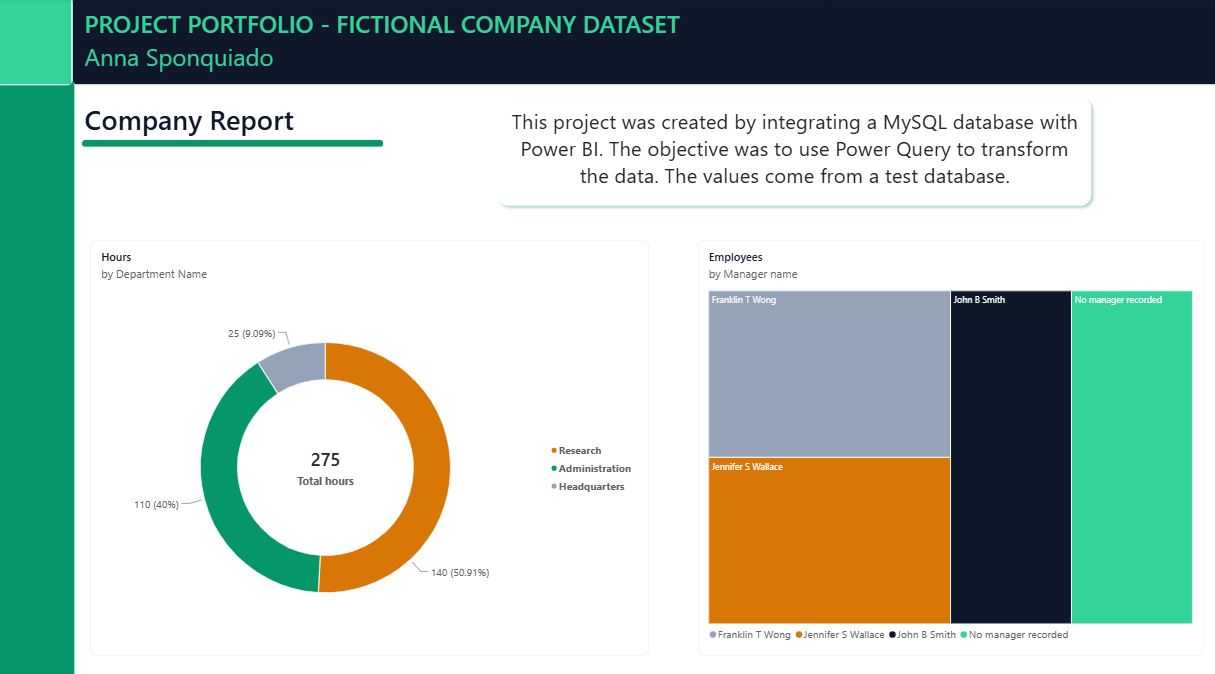 PROJECT PORTFOLIO - FICTIONAL COMPANY DATASET
Anna Sponquiado
Company Report
This project was created by integrating a MySQL database with
Power BI. The objective was to use Power Query to transform
the data. The values come from a test database.
Hours
by Department Name
25 (9.09%)
110 (40%)
140 (50.91%)
275
Total hours
Research
Administration
Headquarters
Employees
by Manager name
Franklin T Wong
Jennifer S Wallace
John B Smith
No manager recorded
Franklin T Wong Jennifer S Wallace John B Smith No manager recorded